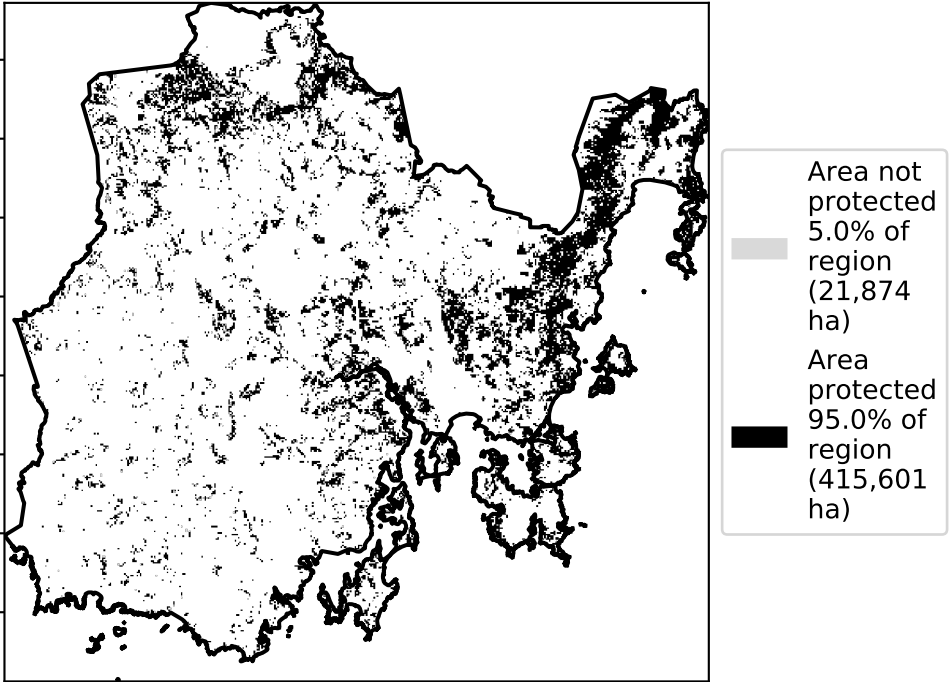 Area not
protected
5.0% of
region
(21,874
ha)
Area
protected
95.0% of
region
(415,601
ha)